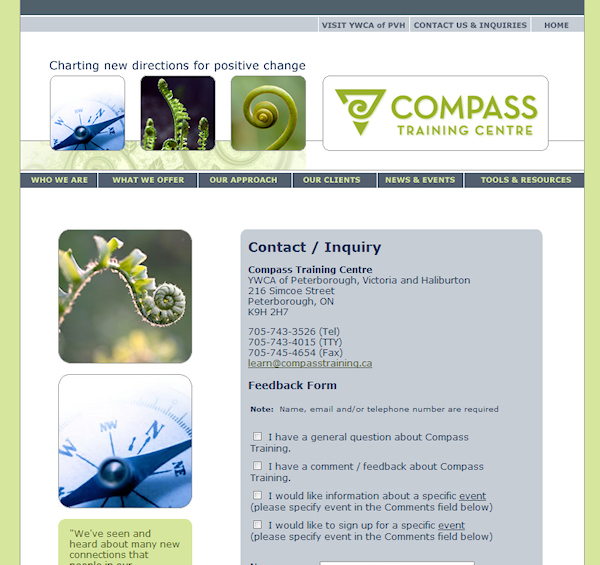 VISIT YWCA of PVH CONTACT US & INQUIRIES HOME
Charting new directions for positive change
COMPASS
TRAINING CENTRE
WHO WE ARE WHAT WE OFFER OUR APPROACH OUR CLIENTS NEWS & EVENTS TOOLS & RESOURCES
Contact / Inquiry
Compass Training Centre
YWCA of Peterborough, Victoria and Haliburton
216 Simcoe Street
Peterborough, ON
K9H 2H7
705-743-3526 (Tel)
705-743-4015 (TTY)
705-745-4654 (Fax)
learn@compasstraining.ca
Feedback Form
Note: Name, email and/or telephone number are required
I have a general question about Compass
Training.
I have a comment / feedback about Compass
Training.
I would like information about a specific event
(please specify event in the Comments field below)
I would like to sign up for a specific event
(please specify event in the Comments field below)
NW
N
NE
"We've seen and
heard about many new
connections that